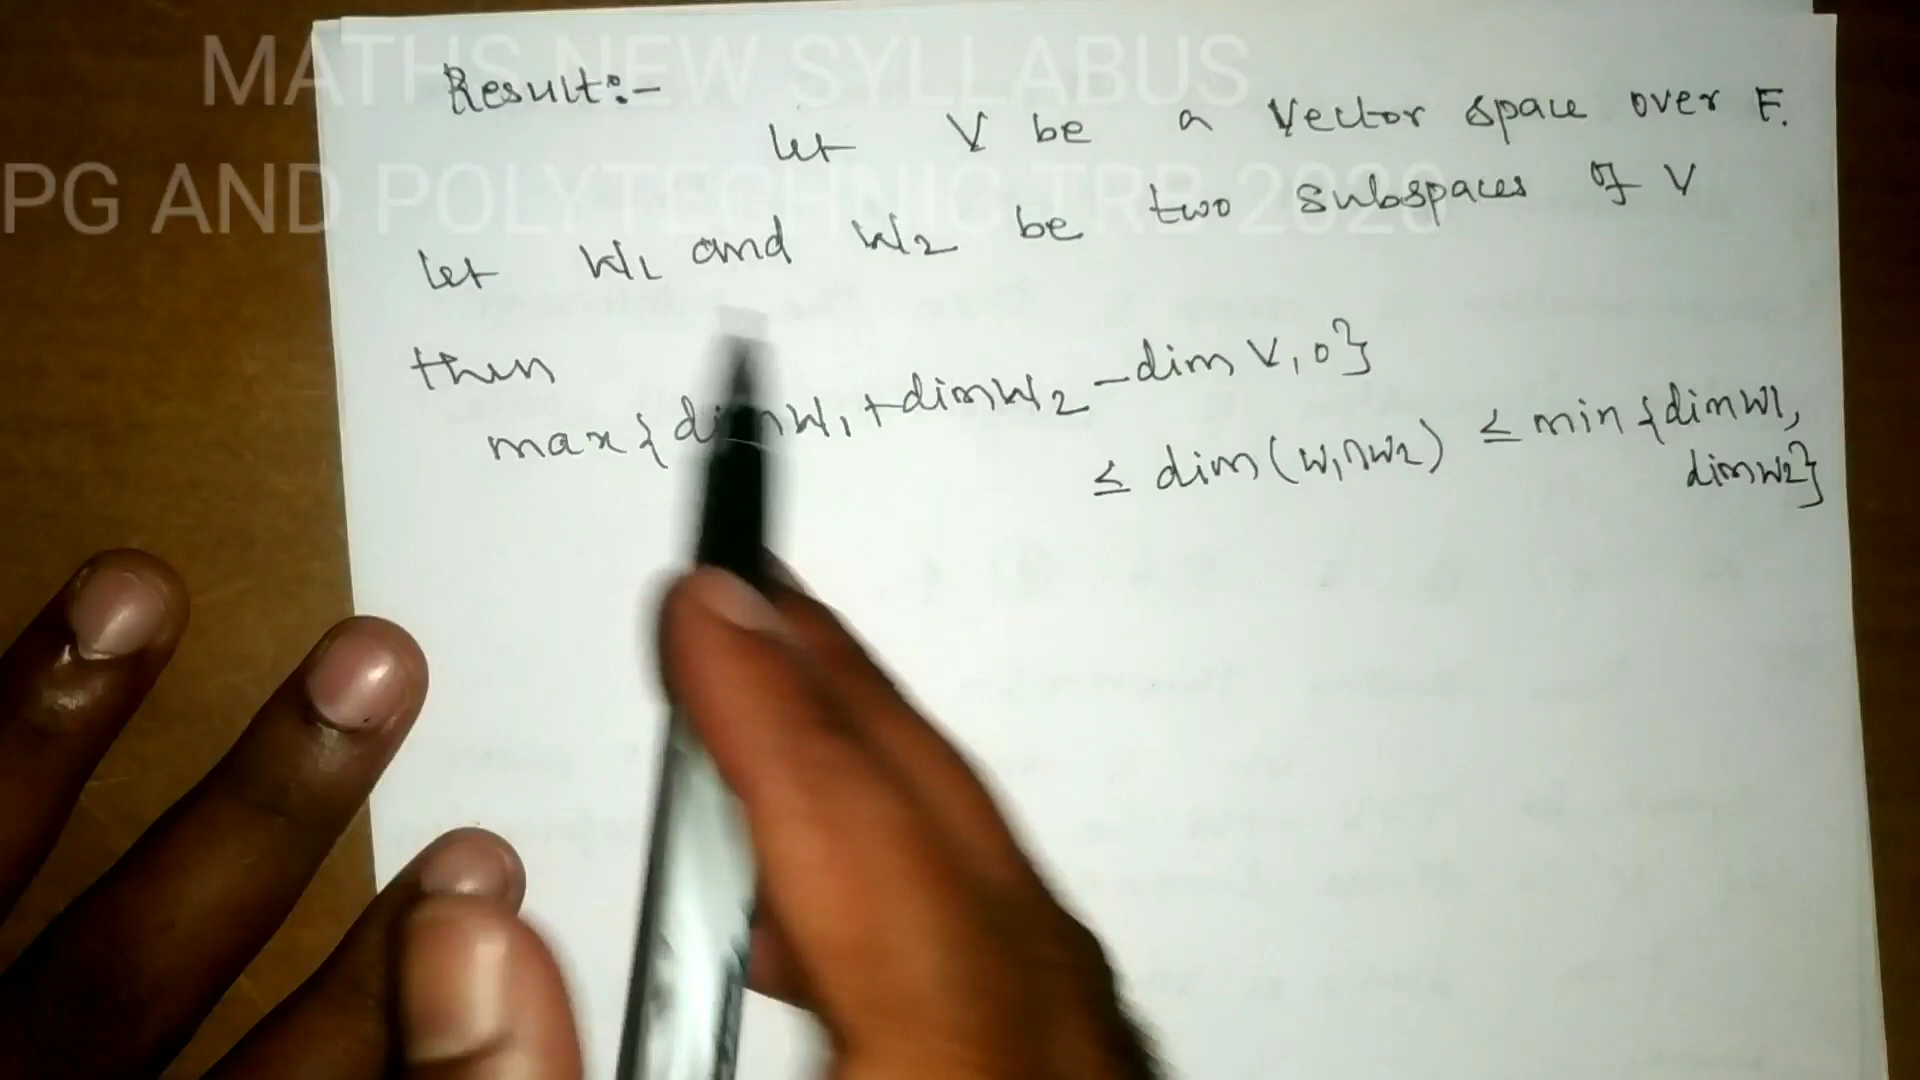 MATHS NEW SYLLABUS
PG AND POLYTECHNIC TRB 2020
Result:-
let V be a Vector space over F.
let W1 and W2 be two subspaces of V
then
max{dimW1+dimW2-dim V, 0}
≤ dim(W1∩W2) ≤ min{dimW1,
dimW2}